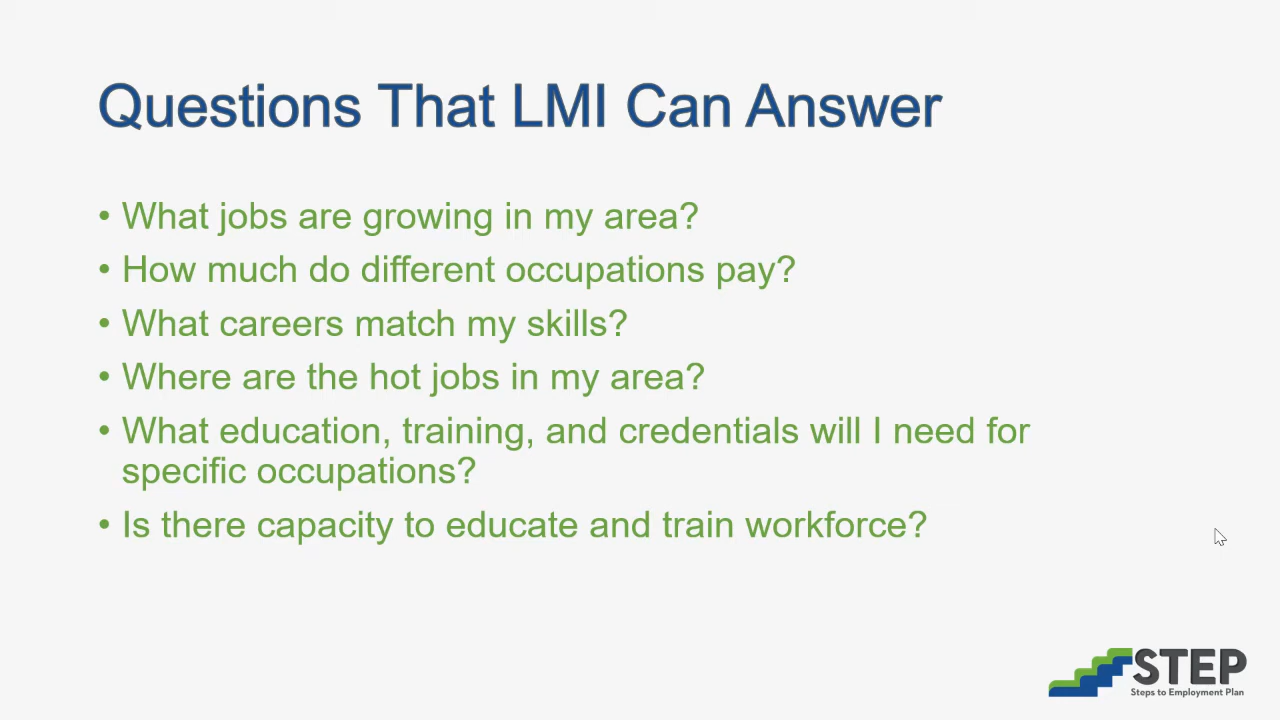 Questions That LMI Can Answer
• What jobs are growing in my area?
• How much do different occupations pay?
• What careers match my skills?
• Where are the hot jobs in my area?
• What education, training, and credentials will I need for
specific occupations?
• Is there capacity to educate and train workforce?
STEP
Steps to Employment Plan